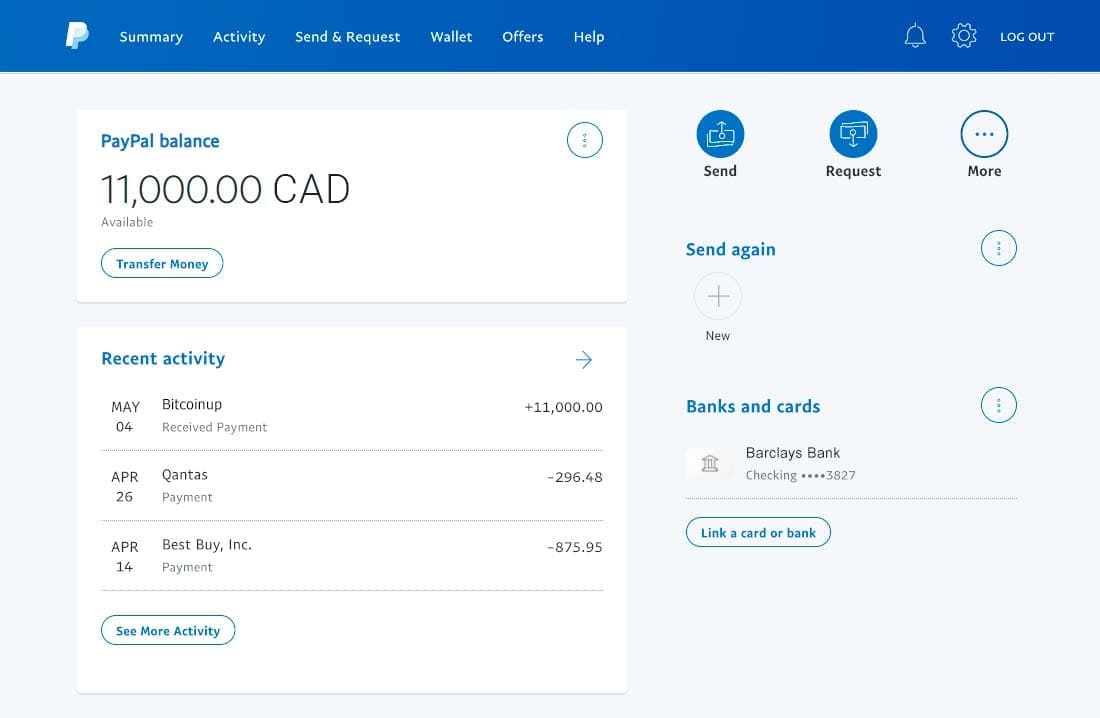 Summary Activity Send & Request Wallet Offers Help LOG OUT
PayPal balance
11,000.00 CAD
Available
Transfer Money
Recent activity
MAY 04 Bitcoinup +11,000.00
Received Payment
APR 26 Qantas -296.48
Payment
APR 14 Best Buy, Inc. -875.95
Payment
See More Activity
Send Request More
Send again
New
Banks and cards
Barclays Bank
Checking ••••3827
Link a card or bank